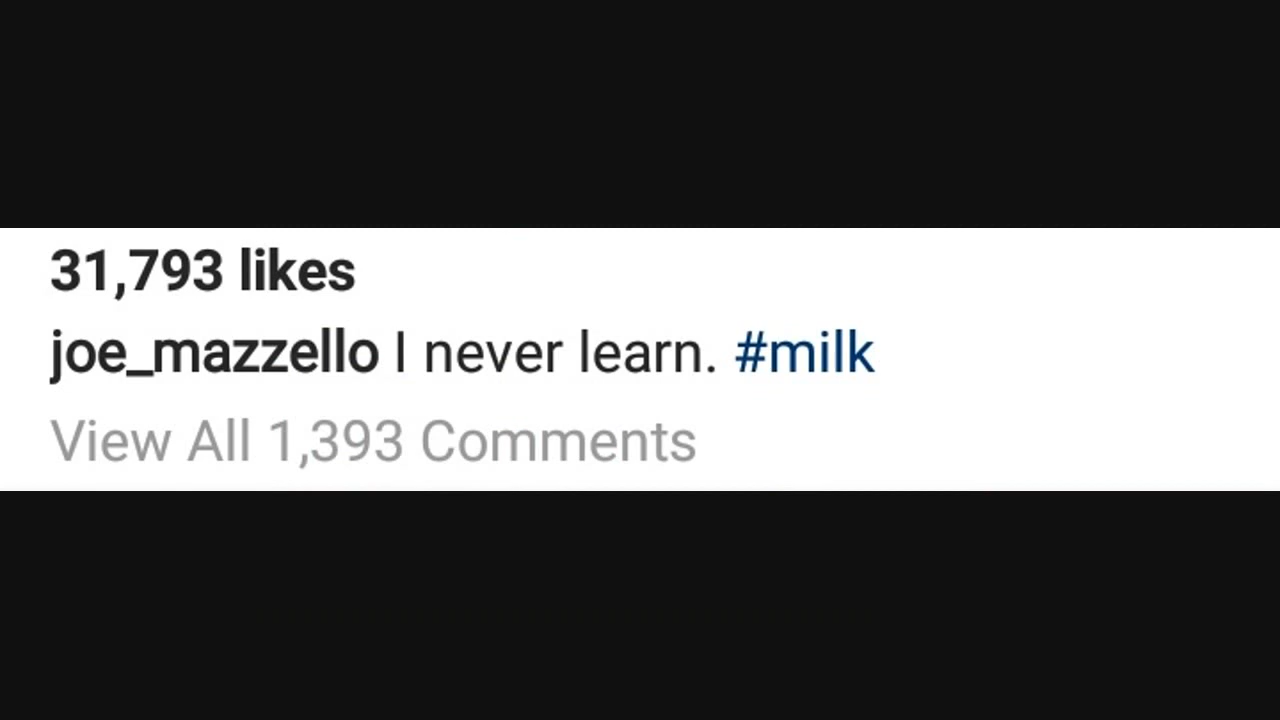 31,793 likes
joe_mazzello I never learn. #milk
View All 1,393 Comments